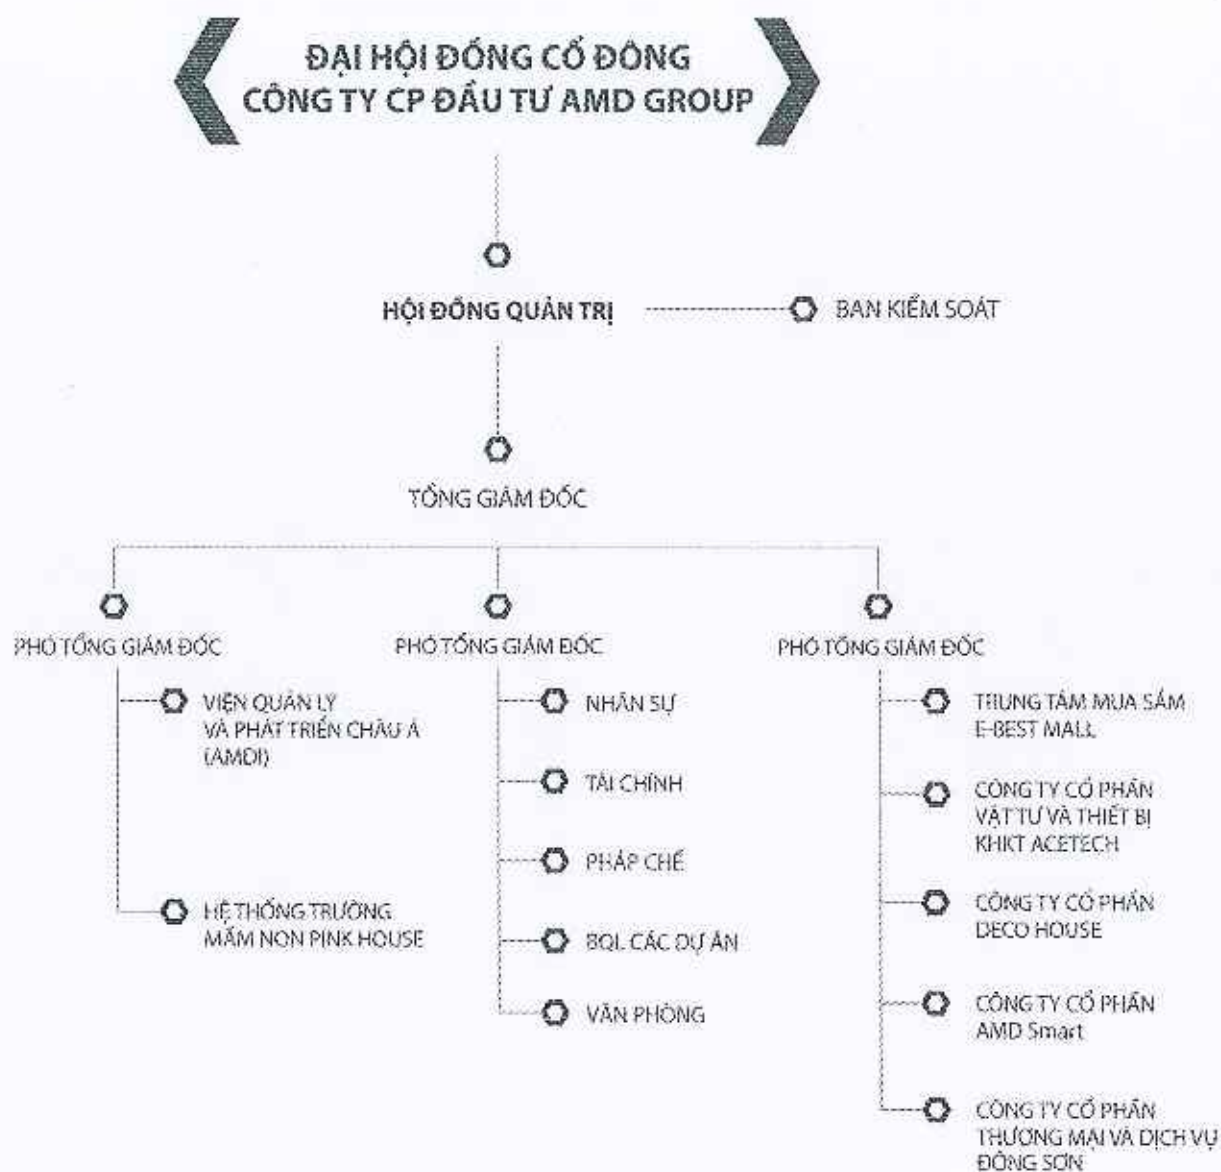 ĐẠI HỘI ĐỒNG CỔ ĐÔNG
CÔNG TY CP ĐẦU TƯ AMD GROUP
HỘI ĐỒNG QUẢN TRỊ
BAN KIỂM SOÁT
TỔNG GIÁM ĐỐC
PHÓ TỔNG GIÁM ĐỐC
VIỆN QUẢN LÝ
VÀ PHÁT TRIỂN CHÂU Á
(AMDI)
HỆ THỐNG TRƯỜNG
MẦM NON PINK HOUSE
PHÓ TỔNG GIÁM ĐỐC
NHÂN SỰ
TÀI CHÍNH
PHÁP CHẾ
BQL CÁC DỰ ÁN
VĂN PHÒNG
PHÓ TỔNG GIÁM ĐỐC
TRUNG TÂM MUA SẮM
E-BEST MALL
CÔNG TY CỔ PHẦN
VẬT TƯ VÀ THIẾT BỊ
KHKT ACETECH
CÔNG TY CỔ PHẦN
DECO HOUSE
CÔNG TY CỔ PHẦN
AMD Smart
CÔNG TY CỔ PHẦN
THƯƠNG MẠI VÀ DỊCH VỤ
ĐÔNG SƠN